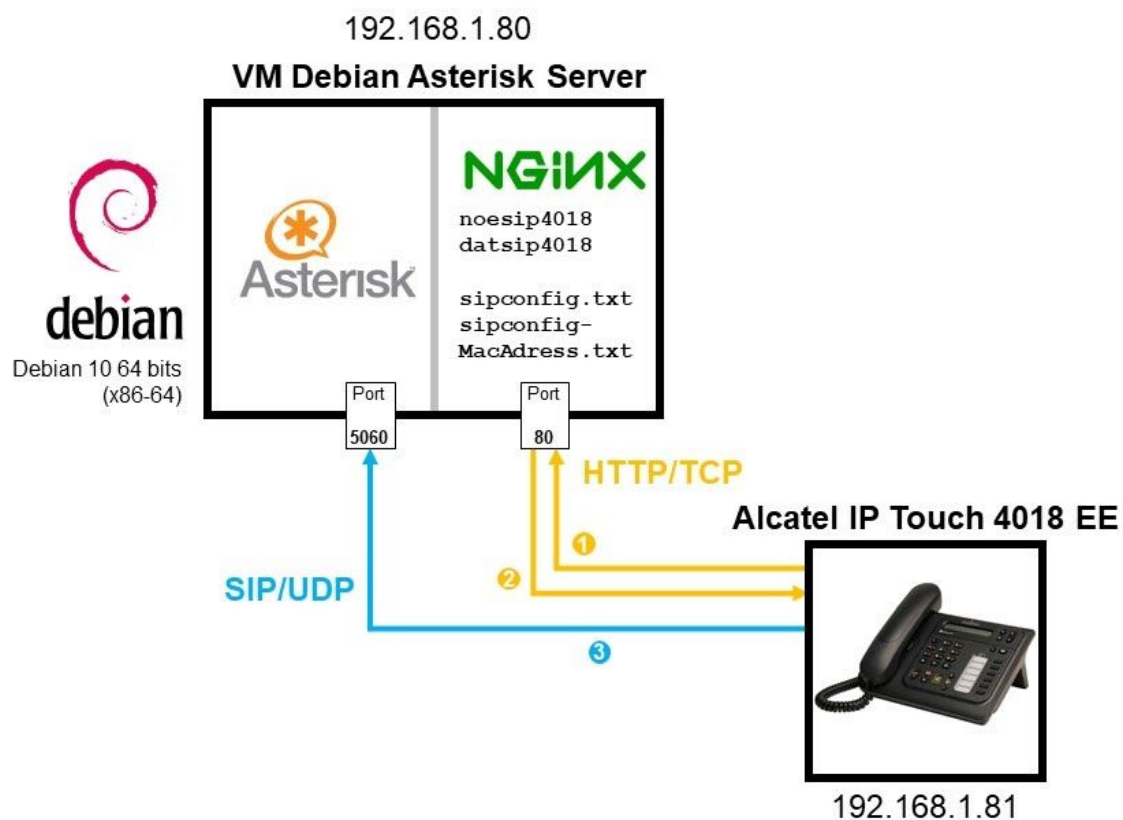 192.168.1.80
VM Debian Asterisk Server
NGINX
noesip4018
datsip4018
sipconfig.txt
sipconfig-
MacAdress.txt
Asterisk
debian
Debian 10 64 bits
(x86-64)
Port
5060
Port
80
HTTP/TCP
Alcatel IP Touch 4018 EE
1
2
SIP/UDP
3
192.168.1.81